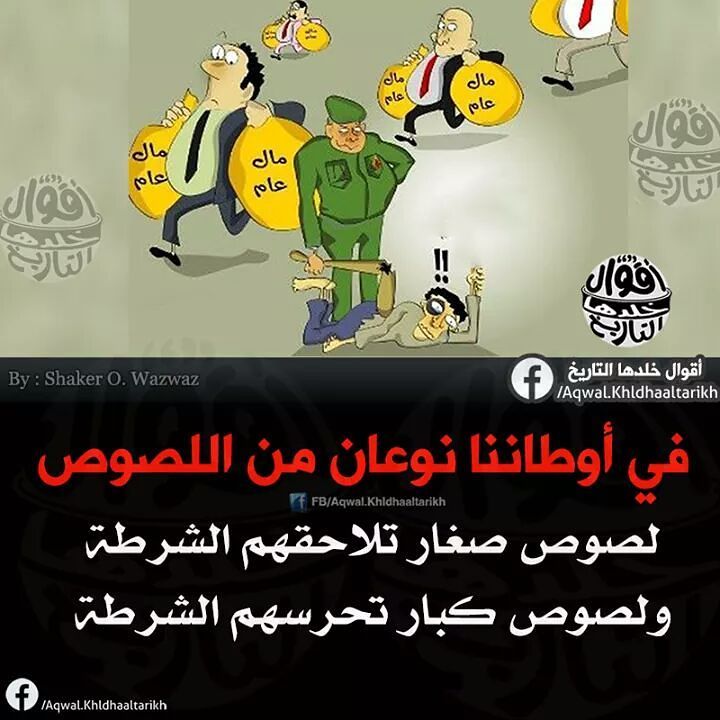 مال عام
مال عام
مال عام
مال عام
!!
أقوال
خلدها
التاريخ
By : Shaker O. Wazwaz
أقوال خلدها التاريخ
/Aqwal.Khldhaaltarikh
في أوطاننا نوعان من اللصوص
FB/Aqwal.Khldhaaltarikh
لصوص صغار تلاحقهم الشرطة
ولصوص كبار تحرسهم الشرطة
/Aqwal.Khldhaaltarikh